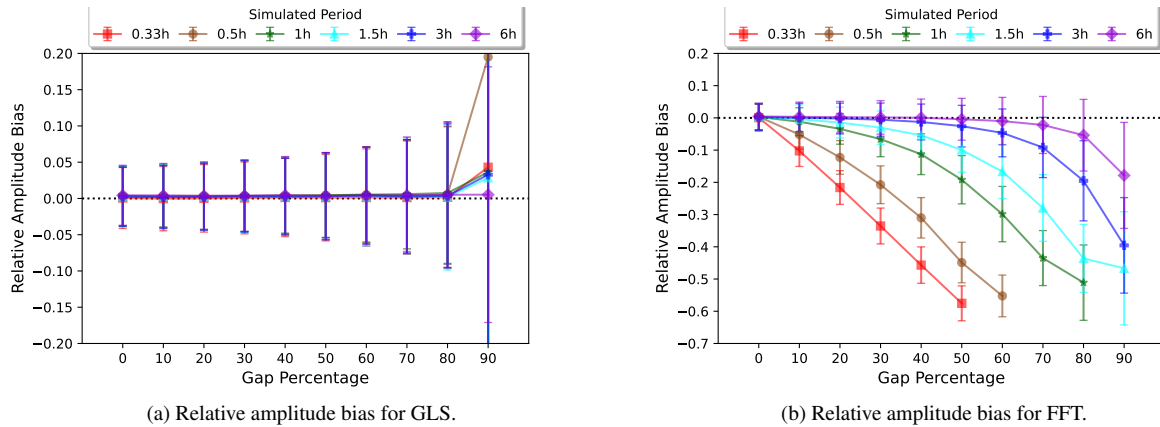 Simulated Period
0.33h 0.5h 1h 1.5h 3h 6h
0.20
0.15
0.10
0.05
0.00
−0.05
−0.10
−0.15
−0.20
Relative Amplitude Bias
0 10 20 30 40 50 60 70 80 90
Gap Percentage
(a) Relative amplitude bias for GLS.
Simulated Period
0.33h 0.5h 1h 1.5h 3h 6h
0.2
0.1
0.0
−0.1
−0.2
−0.3
−0.4
−0.5
−0.6
−0.7
Relative Amplitude Bias
0 10 20 30 40 50 60 70 80 90
Gap Percentage
(b) Relative amplitude bias for FFT.